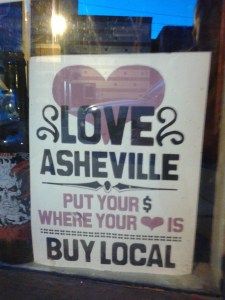 LOVE
ASHEVILLE
PUT YOUR $
WHERE YOUR ❤ IS
BUY LOCAL